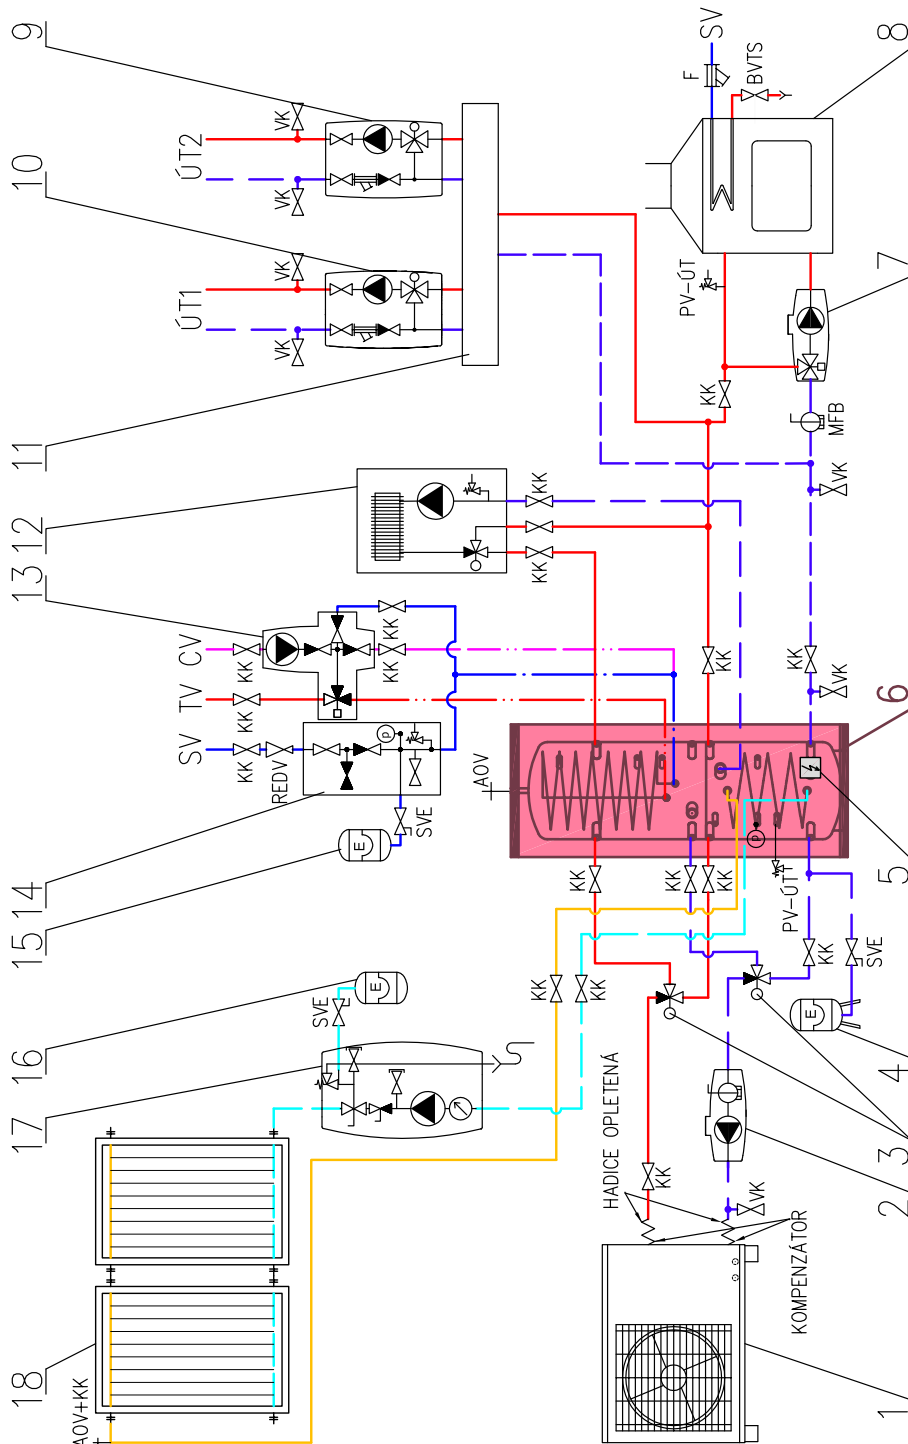 18 17 16 15 14 13 12 11 10 9
AOV+KK
SV TV CV ÚT1 ÚT2
KK KK KK
REDV
VK VK
VK VK
SVE
E
E
p
KK KK
SVE
AOV
KK KK KK
KK KK
HADICE OPLETENÁ
KK KK KK KK KK
PV-ÚT
F
SV
VK
p
BVTS
KOMPENZÁTOR
PV-ÚT
KK
E
KK
VK VK MFB
SVE
1 2 3 4 5 6 7 8